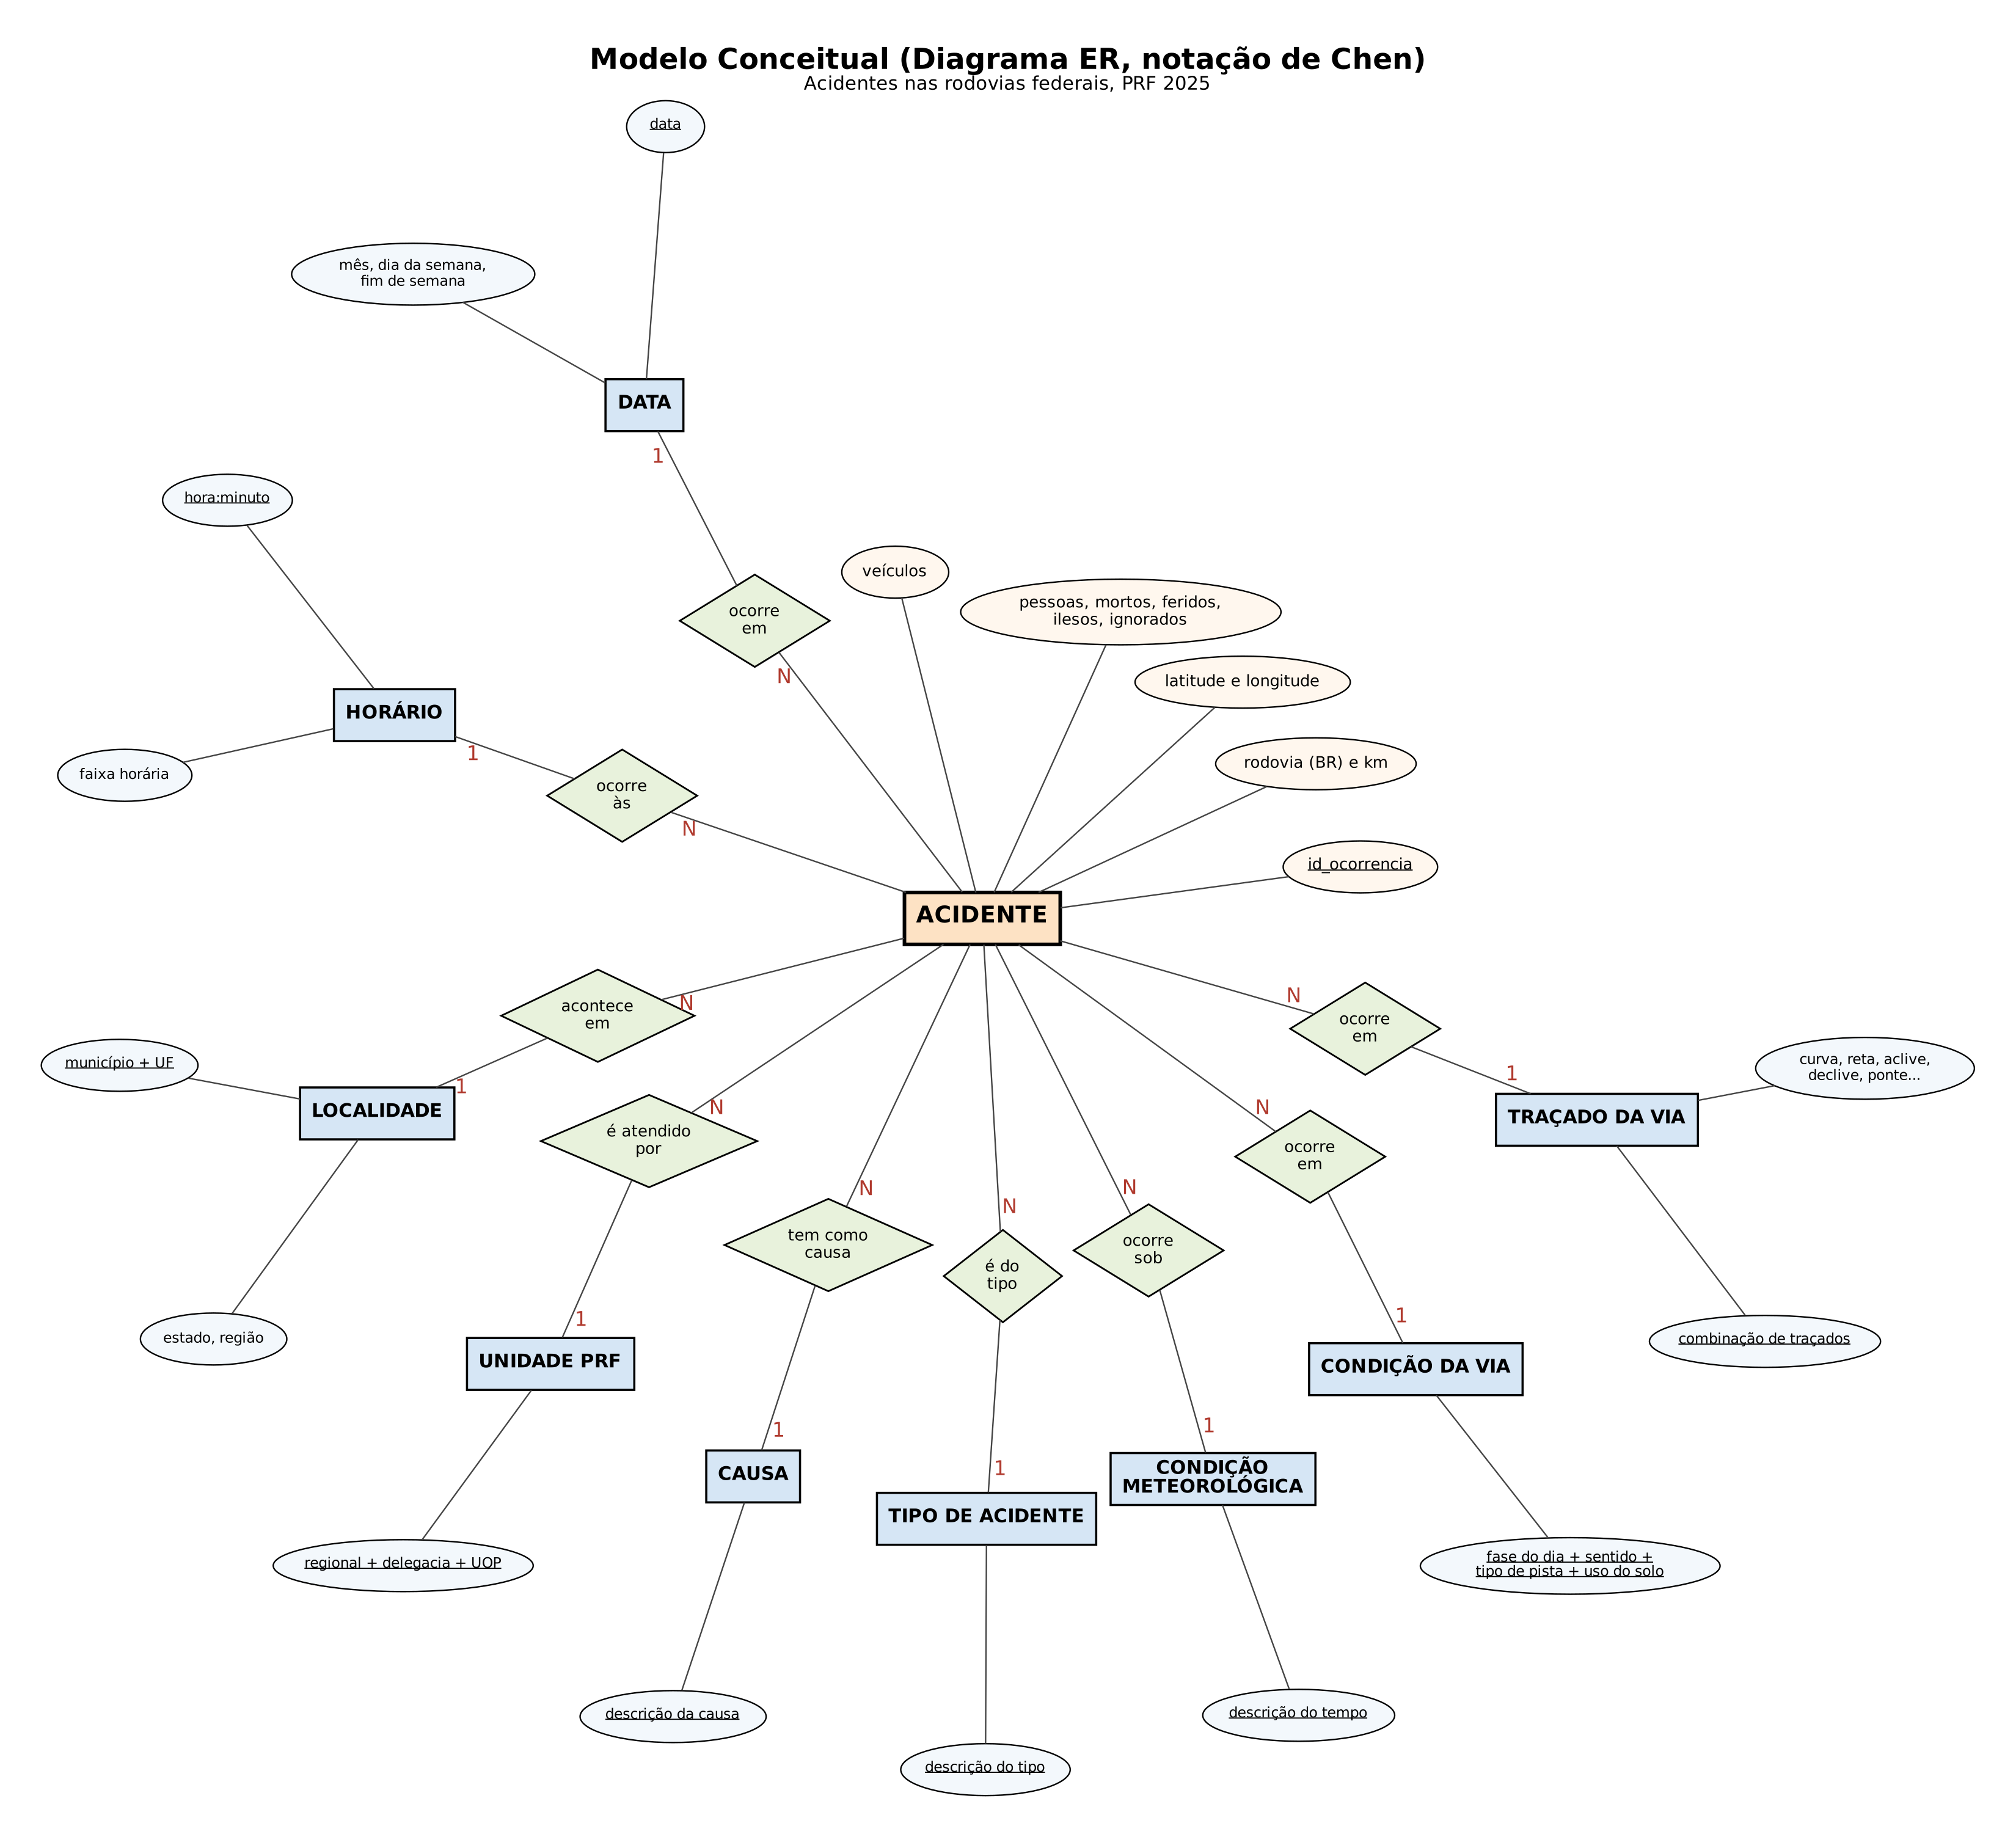 Modelo Conceitual (Diagrama ER, notação de Chen)
Acidentes nas rodovias federais, PRF 2025
data
mês, dia da semana,
fim de semana
DATA
1
hora:minuto
veículos
pessoas, mortos, feridos,
ilesos, ignorados
ocorre
em
N
latitude e longitude
HORÁRIO
1
faixa horária
rodovia (BR) e km
ocorre
às
N
id_ocorrencia
ACIDENTE
acontece
em
N
N
ocorre
em
município + UF
1
LOCALIDADE
1
curva, reta, aclive,
declive, ponte...
TRAÇADO DA VIA
é atendido
por
N
N
ocorre
em
tem como
causa
N
é do
tipo
N
ocorre
sob
N
estado, região
1
UNIDADE PRF
1
CONDIÇÃO DA VIA
combinação de traçados
1
CAUSA
1
TIPO DE ACIDENTE
1
CONDIÇÃO
METEOROLÓGICA
regional + delegacia + UOP
fase do dia + sentido +
tipo de pista + uso do solo
descrição da causa
descrição do tipo
descrição do tempo